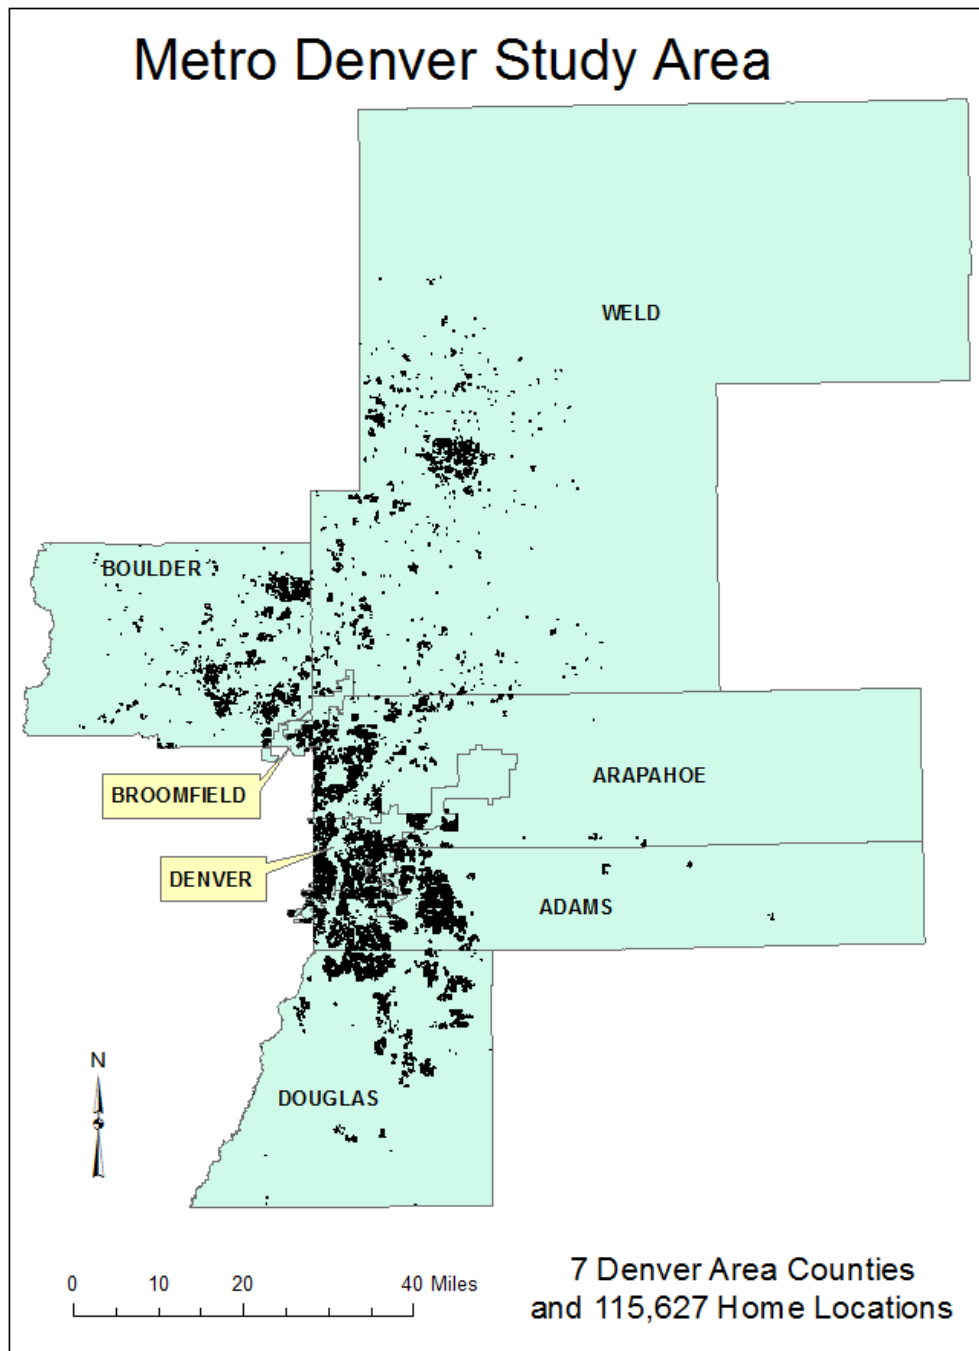 Metro Denver Study Area
WELD
BOULDER
ARAPAHOE
BROOMFIELD
DENVER
ADAMS
N
DOUGLAS
0 10 20 40 Miles
7 Denver Area Counties
and 115,627 Home Locations